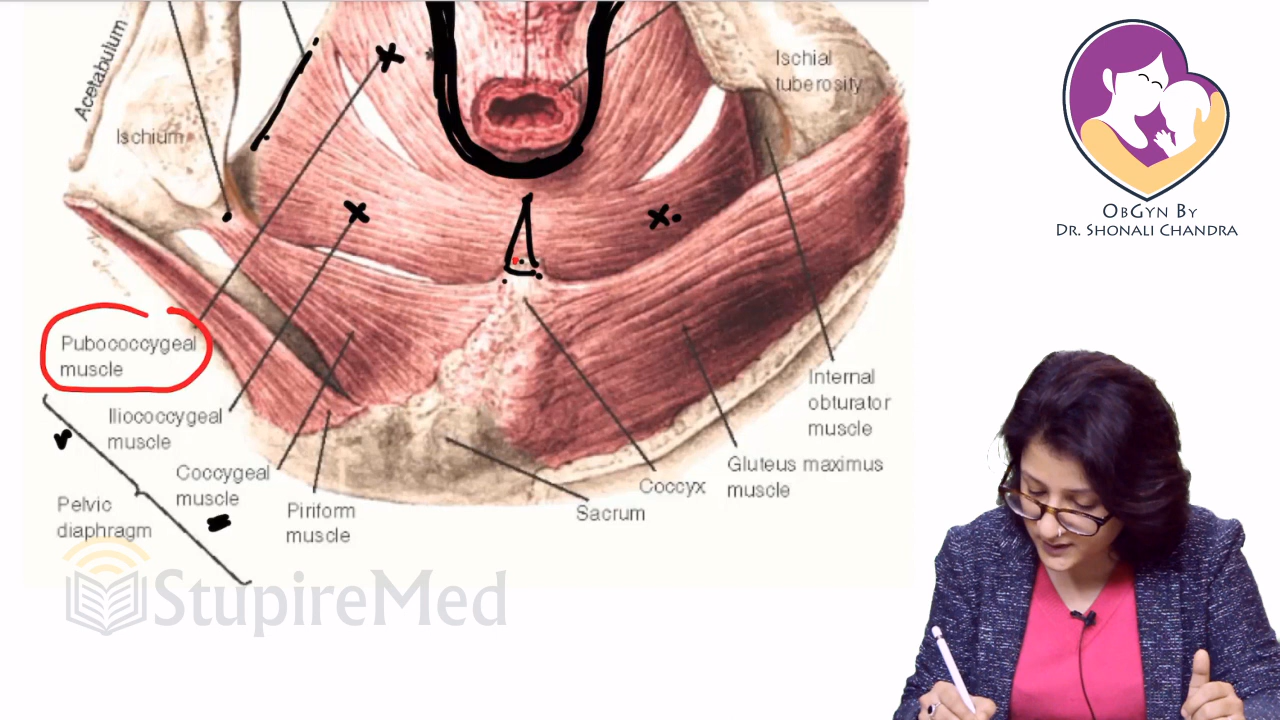 Acetabulum
Ischium
Ischial
tuberosity
OBGYN BY
DR. SHONALI CHANDRA
Pubococcygeal
muscle
Iliococcygeal
muscle
Coccygeal
muscle
Piriform
muscle
Pelvic
diaphragm
Sacrum
Coccyx
Gluteus maximus
muscle
Internal
obturator
muscle
StupireMed